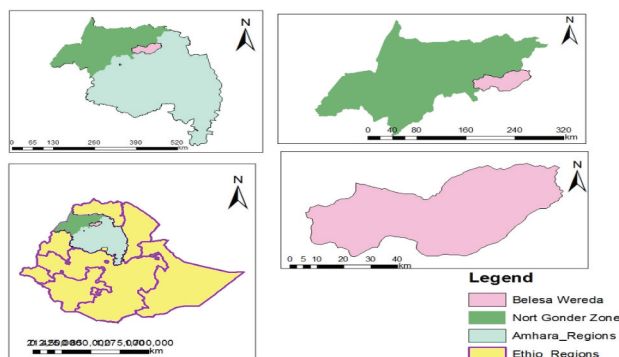 N
0 65 130 260 390 520
km
N
0 40 80 160 240 320
km
N
km
N
0 5 10 20 30 40
km
Legend
Belesa Wereda
Nort Gonder Zone
Amhara_Regions
Ethio_Regions